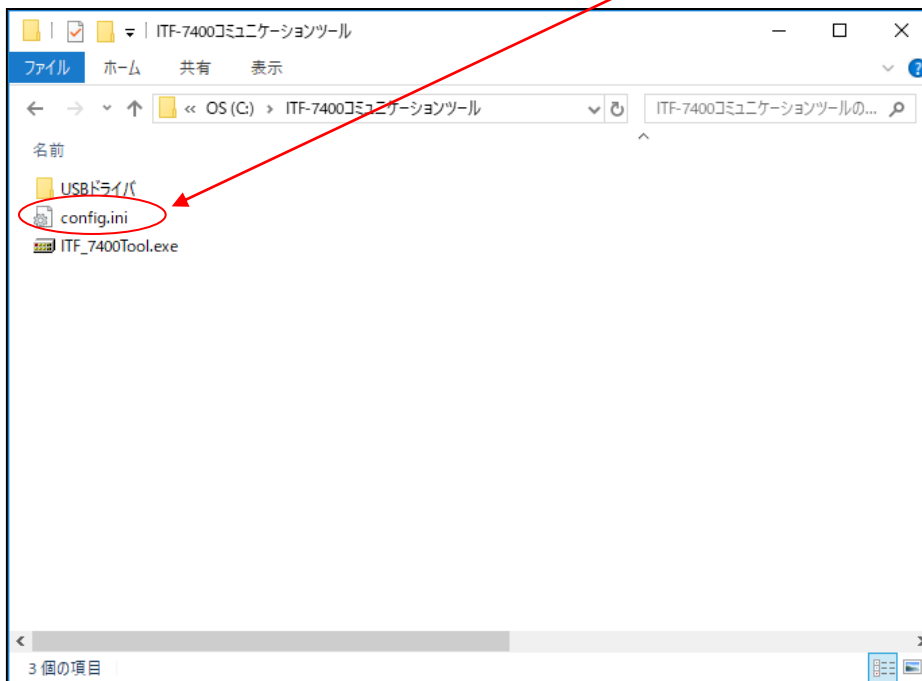 ITF-7400コミュニケーションツール
ファイル ホーム 共有 表示
« OS (C:) › ITF-7400コミュニケーションツール ITF-7400コミュニケーションツールの...
名前
USBドライバ
config.ini
ITF_7400Tool.exe
3 個の項目